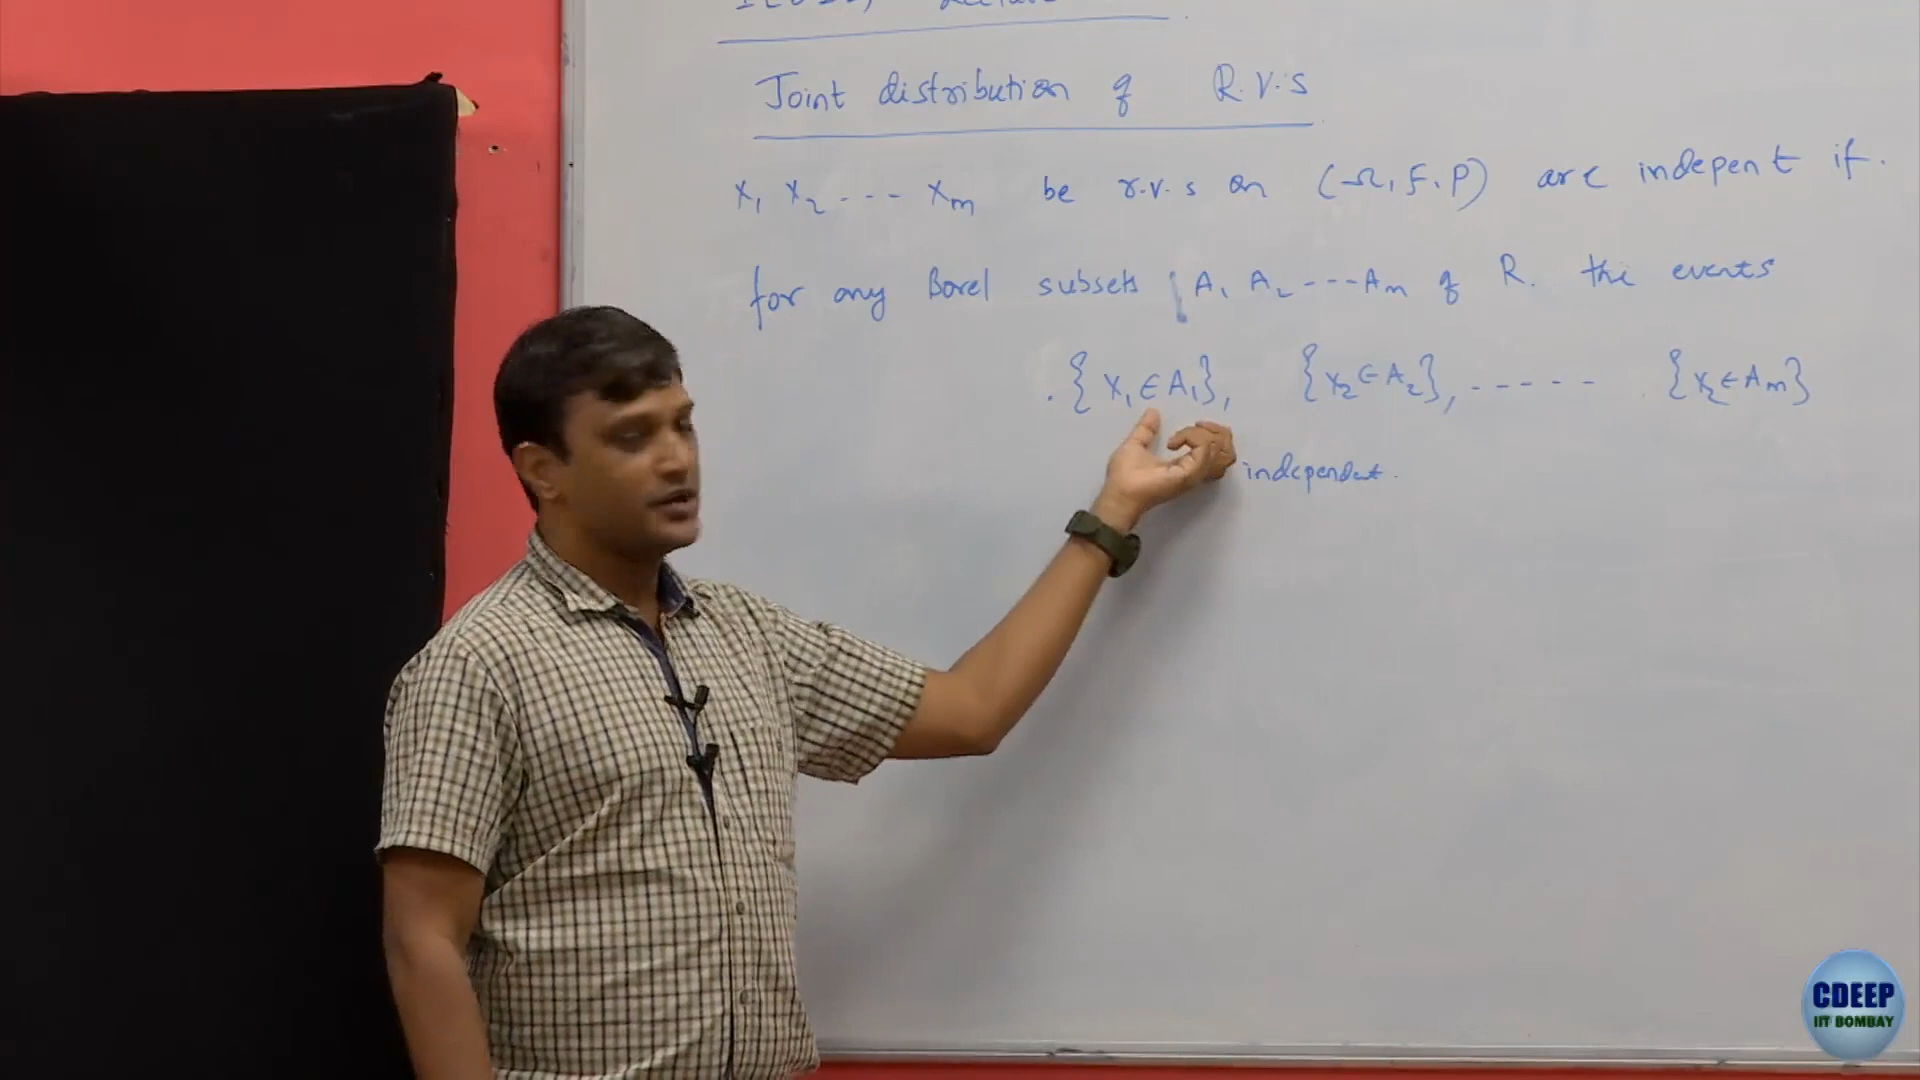 Joint distribution of R.V.s
X₁ X₂ ---- Xₘ be r.v.s on (Ω, F, P) are indepent if.
for any Borel subsets A₁ A₂ ---Aₘ of R. the events
{X₁∈A₁}, {X₂∈A₂}, ----- {X₂∈Aₘ}
independent.
CDEEP
IIT BOMBAY